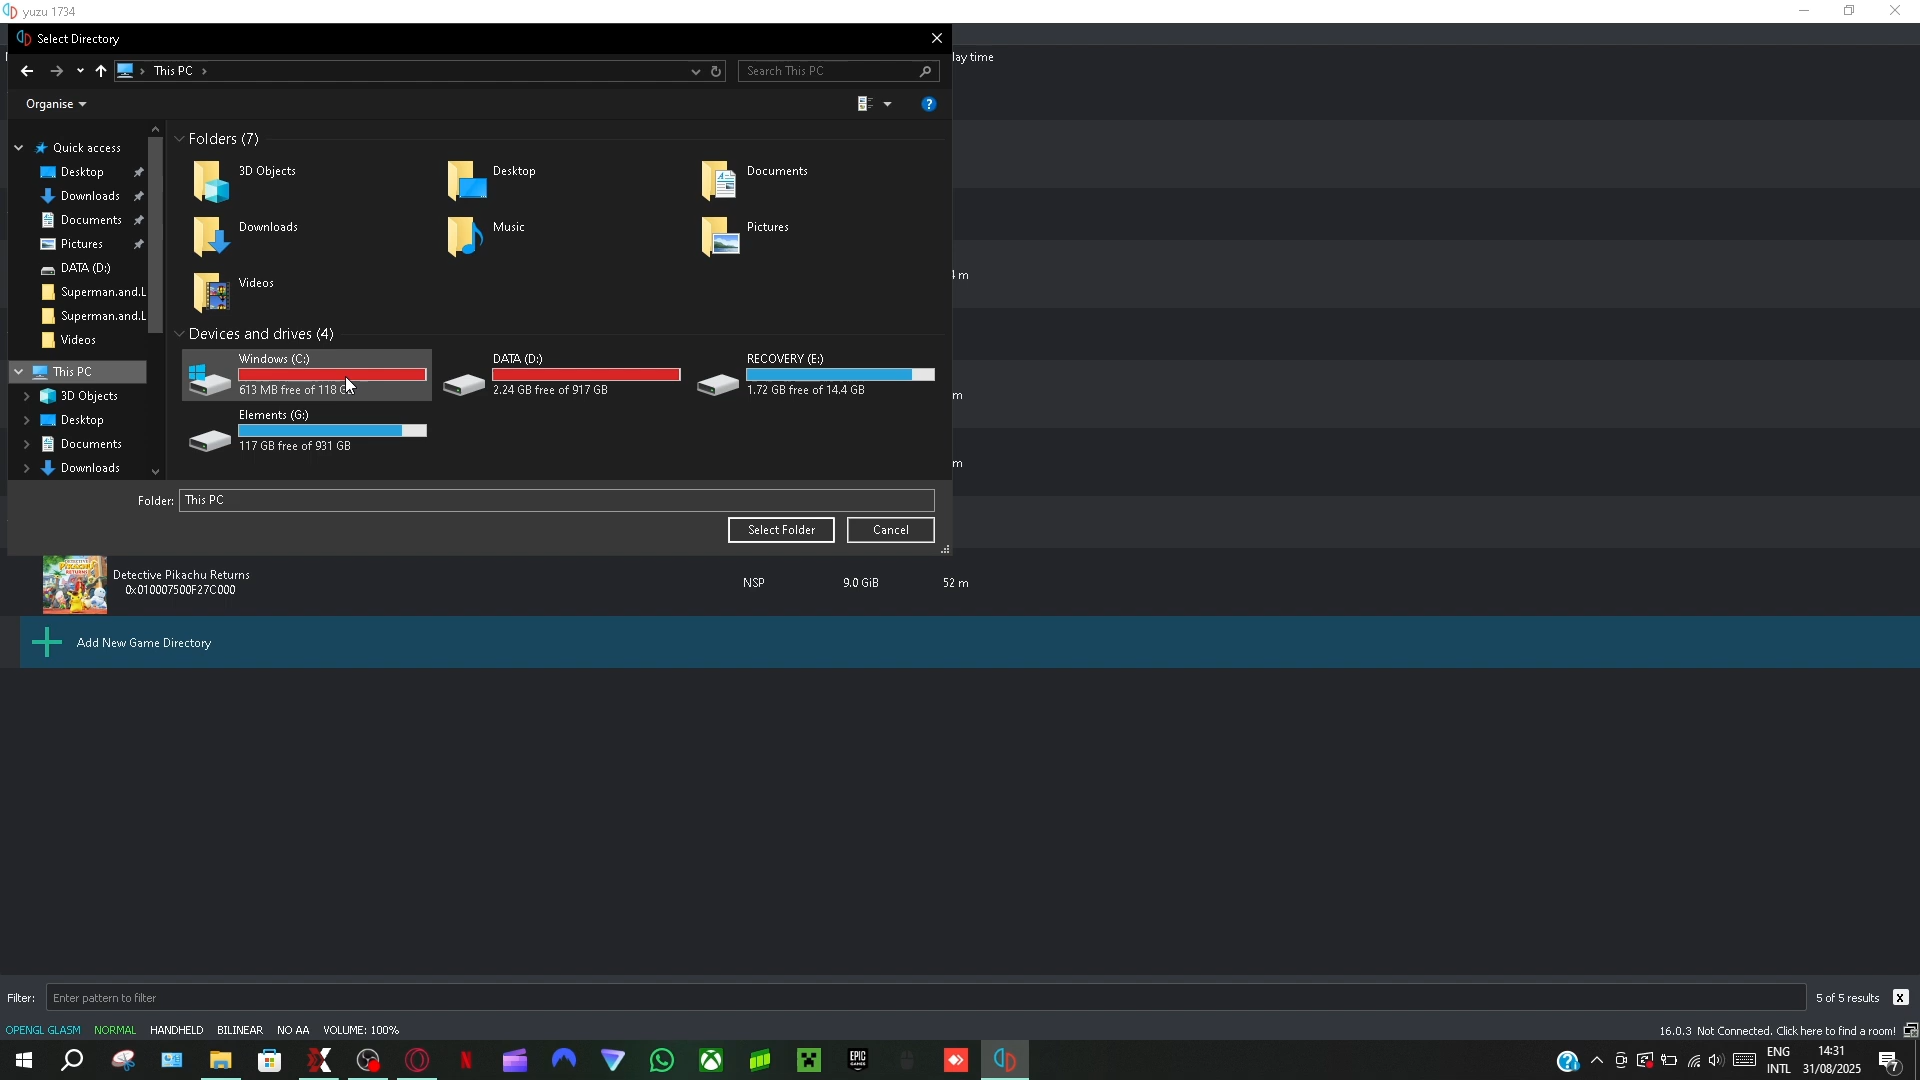 yuzu 1734
Select Directory
lay time
This PC
Search This PC
Organise
Quick access
Desktop
Downloads
Documents
Pictures
DATA (D:)
Superman.and.L
Superman.and.L
Videos
This PC
3D Objects
Desktop
Documents
Downloads
Folders (7)
3D Objects
Desktop
Documents
Downloads
Music
Pictures
Videos
Devices and drives (4)
Windows (C:)
613 MB free of 118
DATA (D:)
2.24 GB free of 917 GB
RECOVERY (E:)
1.72 GB free of 14.4 GB
Elements (G:)
117 GB free of 931 GB
m
m
m
Folder: This PC
Select Folder
Cancel
DETECTIVE
PIKACHU
RETURNS
Detective Pikachu Returns
0x010007500F27C000
NSP
9.0 GiB
52 m
Add New Game Directory
Filter:
Enter pattern to filter
5 of 5 results
X
OPENGL GLASM NORMAL HANDHELD BILINEAR NO AA VOLUME: 100%
16.0.3 Not Connected. Click here to find a room!
EPIC
GAMES
ENG
INTL
14:31
31/08/2025
7